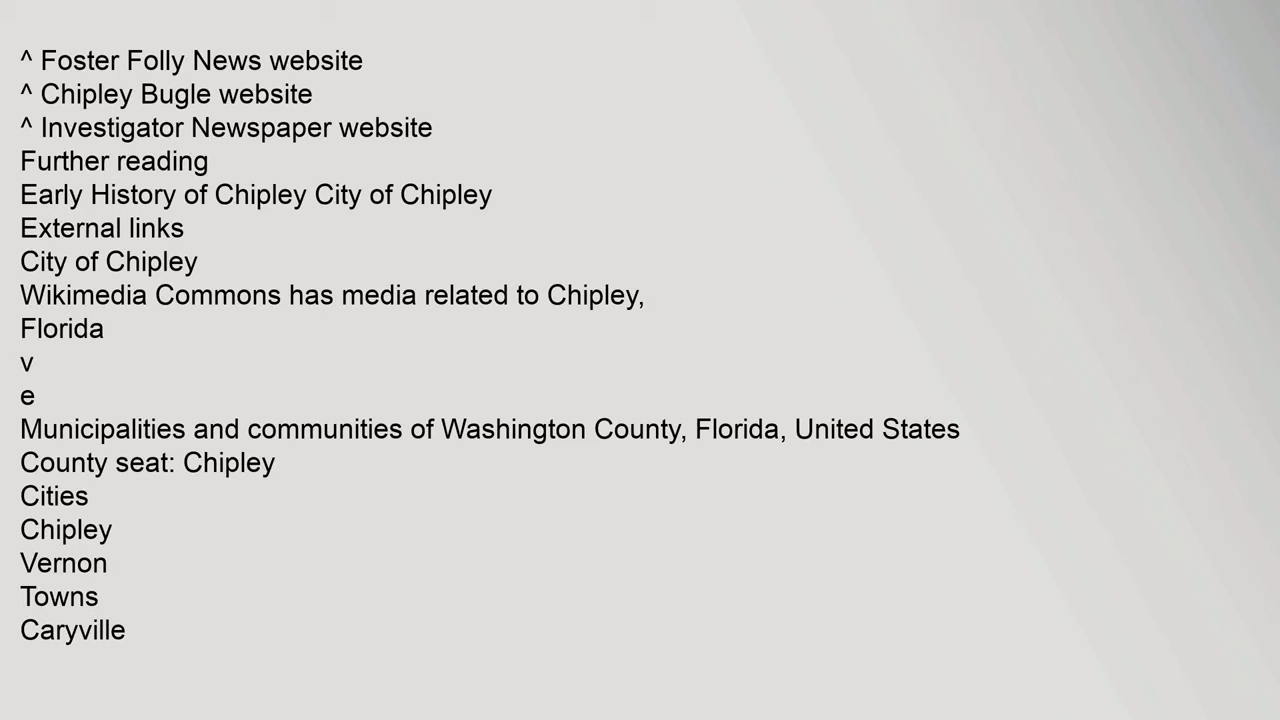 ^ Foster Folly News website
^ Chipley Bugle website
^ Investigator Newspaper website
Further reading
Early History of Chipley City of Chipley
External links
City of Chipley
Wikimedia Commons has media related to Chipley,
Florida
v
e
Municipalities and communities of Washington County, Florida, United States
County seat: Chipley
Cities
Chipley
Vernon
Towns
Caryville